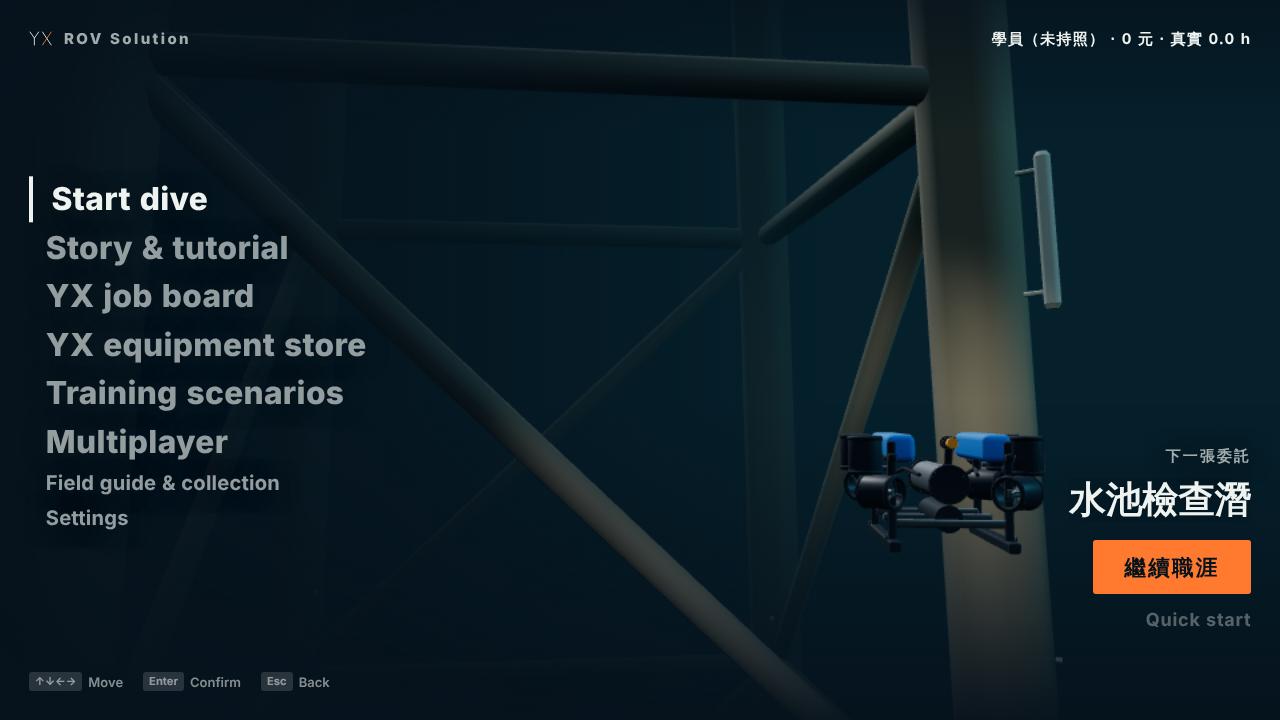 YX ROV Solution
學員（未持照） · 0 元 · 真實 0.0 h
Start dive
Story & tutorial
YX job board
YX equipment store
Training scenarios
Multiplayer
Field guide & collection
Settings
下一張委託
水池檢查潛
繼續職涯
Quick start
↑↓←→ Move Enter Confirm Esc Back